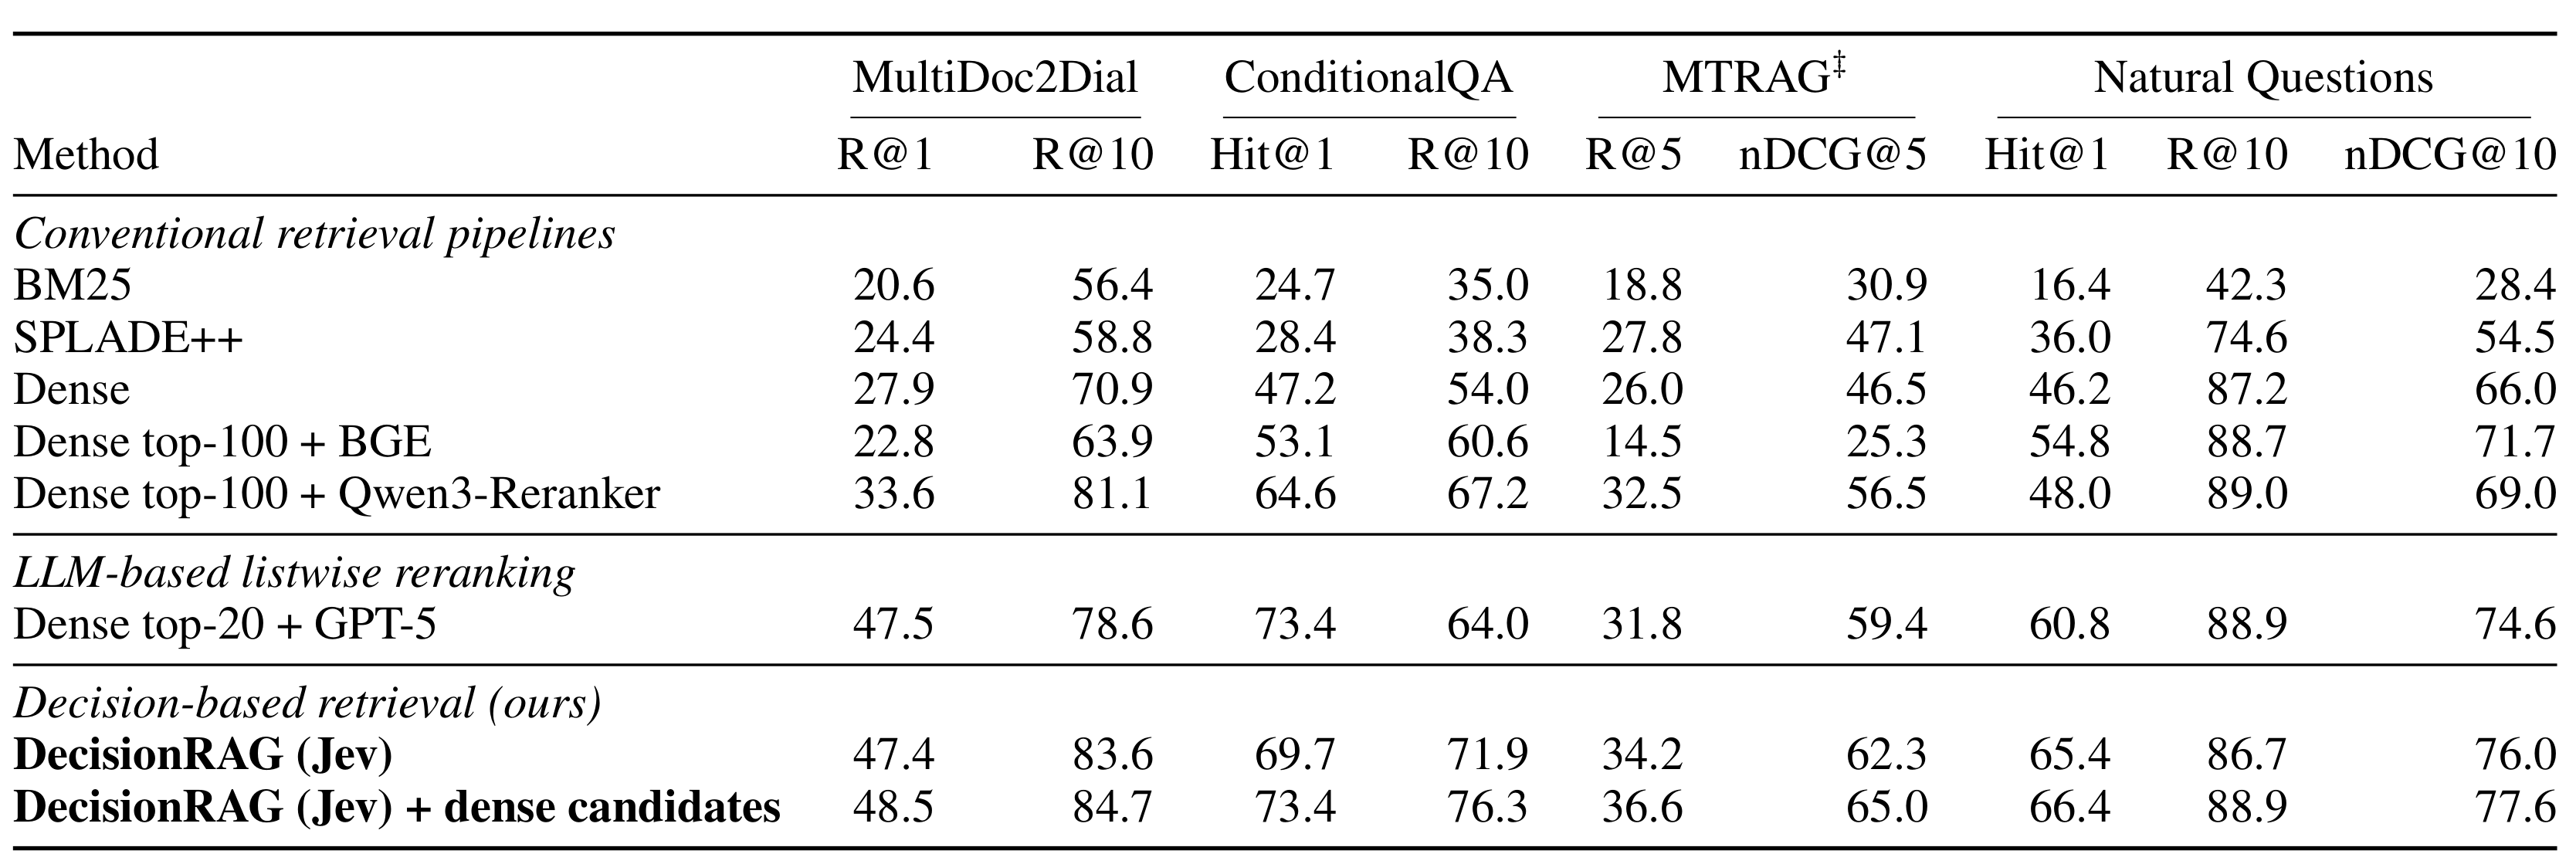 MultiDoc2Dial ConditionalQA MTRAG‡ Natural Questions
Method R@1 R@10 Hit@1 R@10 R@5 nDCG@5 Hit@1 R@10 nDCG@10
Conventional retrieval pipelines
BM25 20.6 56.4 24.7 35.0 18.8 30.9 16.4 42.3 28.4
SPLADE++ 24.4 58.8 28.4 38.3 27.8 47.1 36.0 74.6 54.5
Dense 27.9 70.9 47.2 54.0 26.0 46.5 46.2 87.2 66.0
Dense top-100 + BGE 22.8 63.9 53.1 60.6 14.5 25.3 54.8 88.7 71.7
Dense top-100 + Qwen3-Reranker 33.6 81.1 64.6 67.2 32.5 56.5 48.0 89.0 69.0
LLM-based listwise reranking
Dense top-20 + GPT-5 47.5 78.6 73.4 64.0 31.8 59.4 60.8 88.9 74.6
Decision-based retrieval (ours)
DecisionRAG (Jev) 47.4 83.6 69.7 71.9 34.2 62.3 65.4 86.7 76.0
DecisionRAG (Jev) + dense candidates 48.5 84.7 73.4 76.3 36.6 65.0 66.4 88.9 77.6